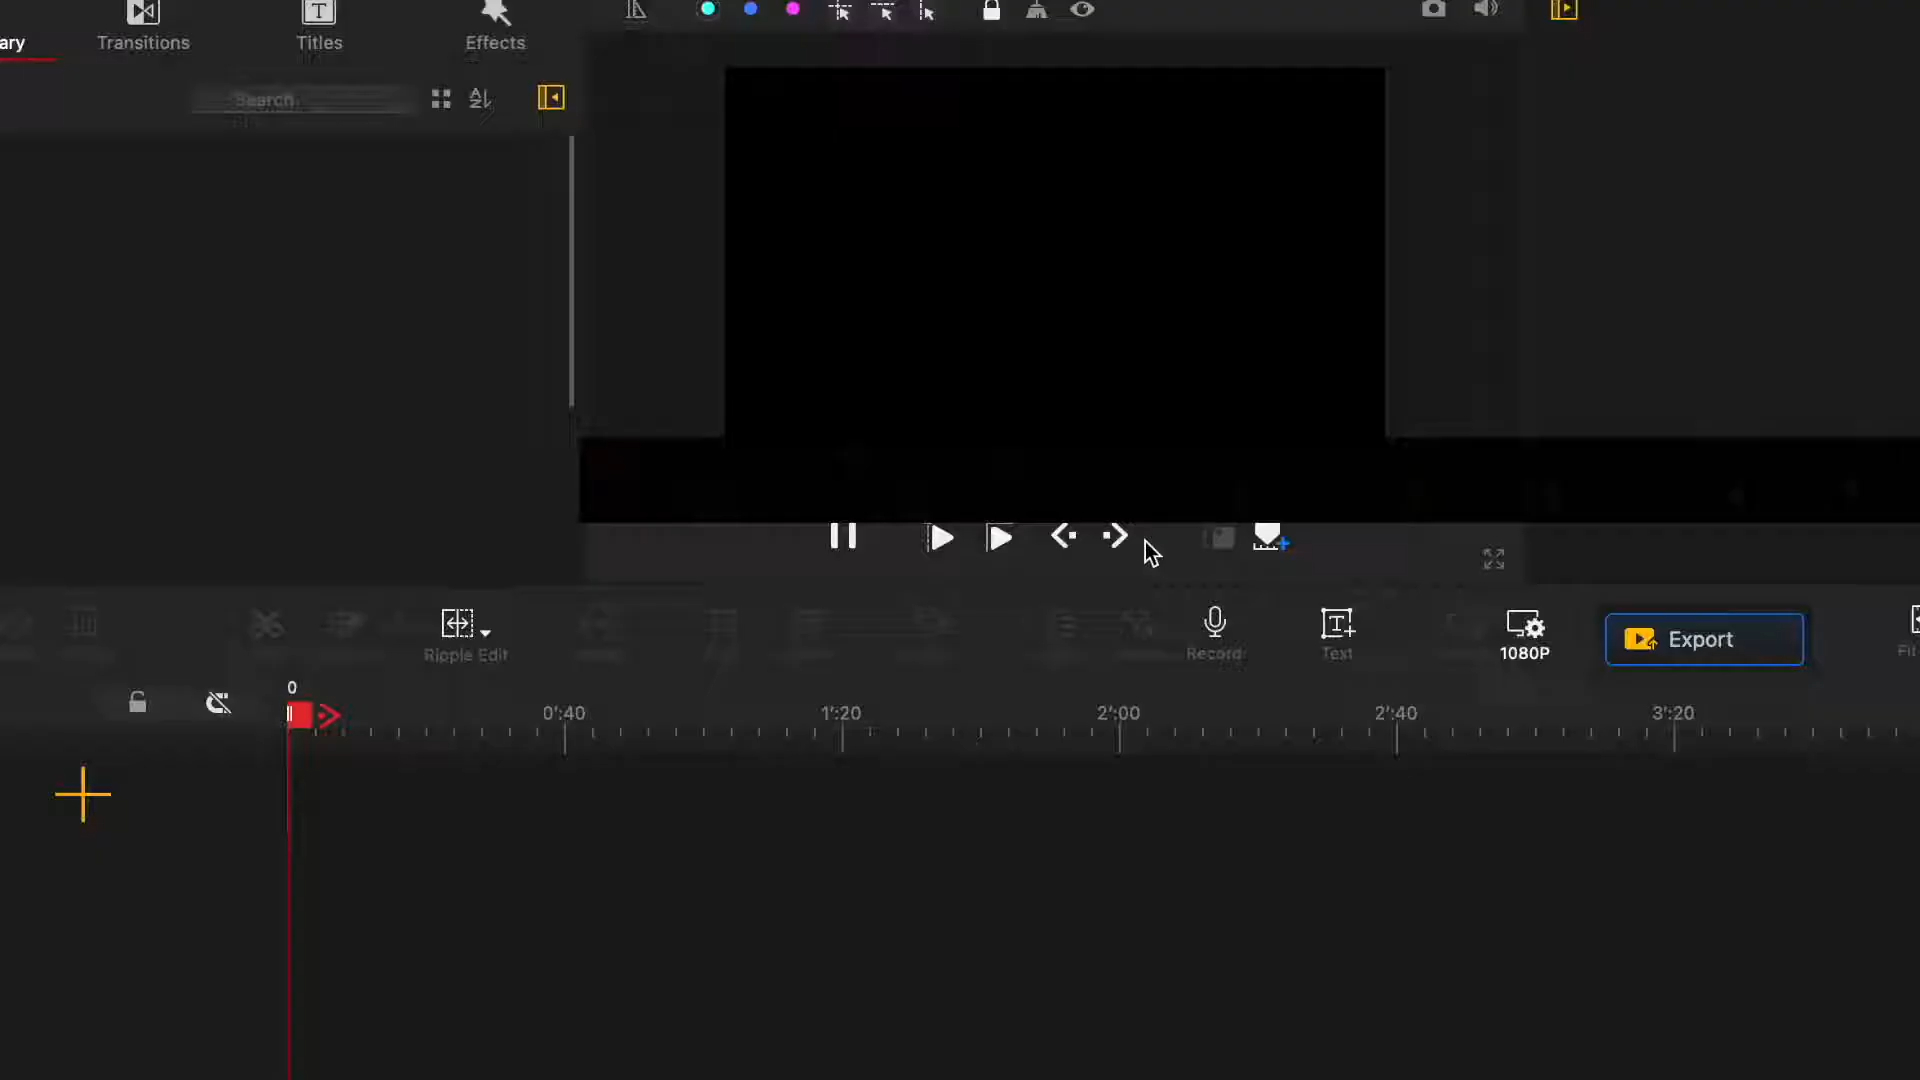 ary
Transitions
Titles
Effects
Search
Ripple Edit
Record
Text
1080P
Export
Fit
0
0':40
1':20
2':00
2':40
3':20